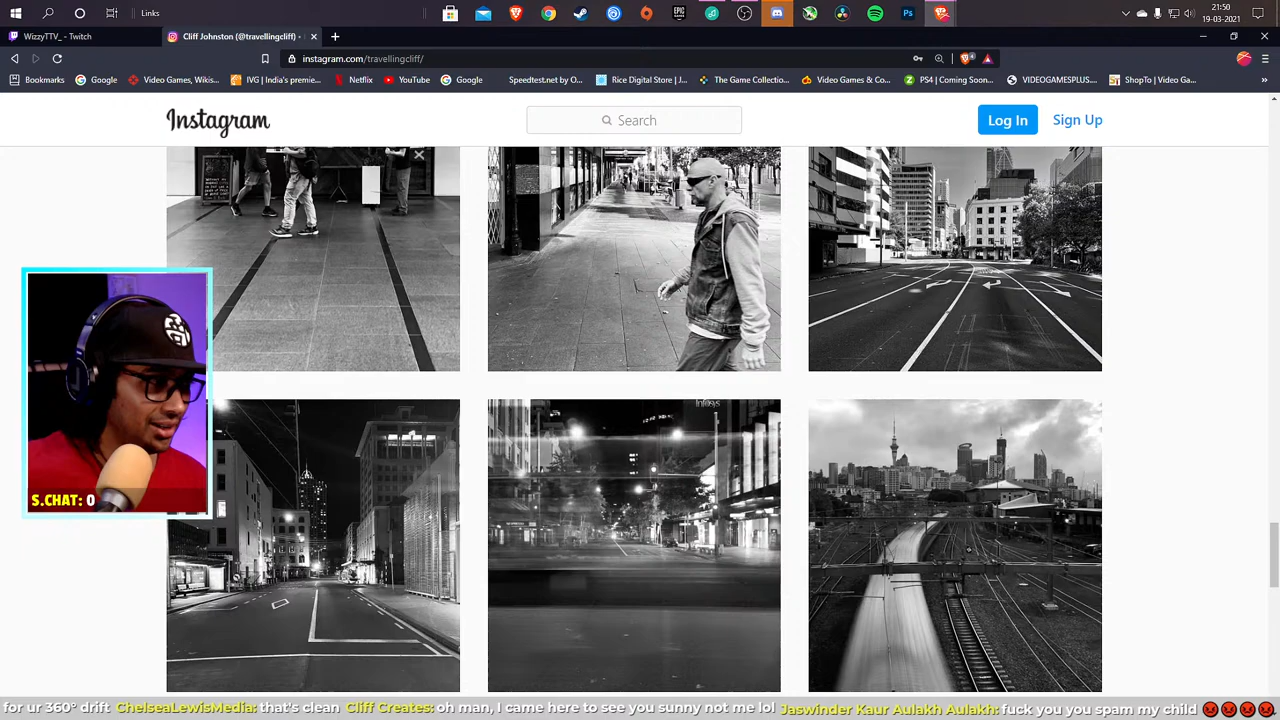 21:50
19-03-2021
WizzyTTV_ - Twitch
Cliff Johnston (@travellingcliff) •
instagram.com/travellingcliff/
Bookmarks
Google
Video Games, Wikis...
IVG | India's premie...
Netflix
YouTube
Google
Speedtest.net by O...
Rice Digital Store | J...
The Game Collectio...
Video Games & Co...
PS4 | Coming Soon...
VIDEOGAMESPLUS...
ShopTo | Video Ga...
Instagram
Search
Log In
Sign Up
Infosys
S.CHAT: 0
for ur 360° drift ChelseaLewisMedia: that's clean Cliff Creates: oh man, I came here to see you sunny not me lol Jaswinder Kaur Aulakh Aulakh: fuck you you spam my child 😡😡😡😡